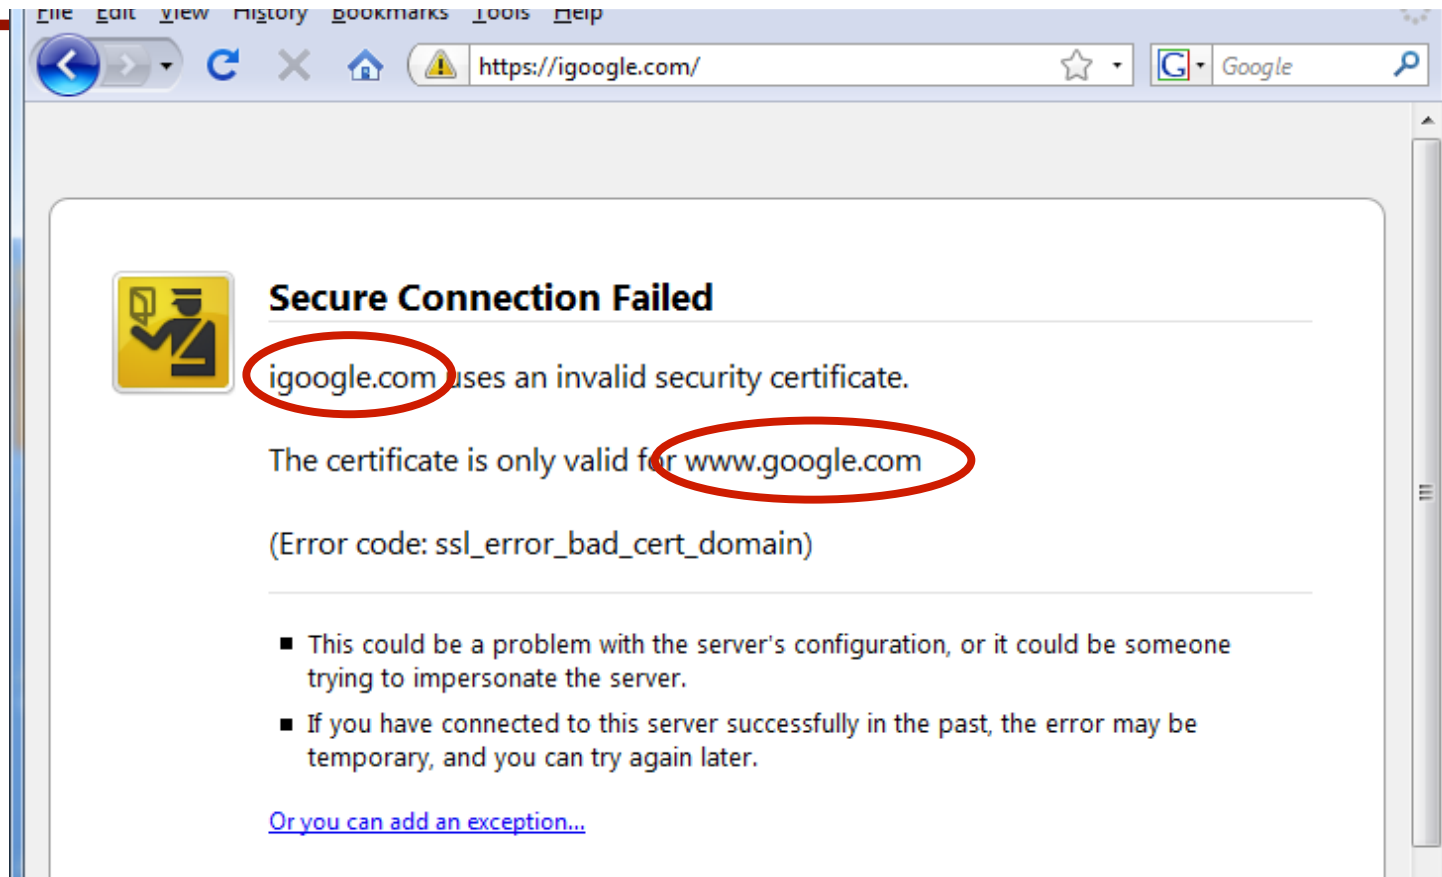 File Edit View History Bookmarks Tools Help
https://igoogle.com/ G Google
Secure Connection Failed
igoogle.com uses an invalid security certificate.
The certificate is only valid for www.google.com
(Error code: ssl_error_bad_cert_domain)
This could be a problem with the server's configuration, or it could be someone
trying to impersonate the server.
If you have connected to this server successfully in the past, the error may be
temporary, and you can try again later.
Or you can add an exception...